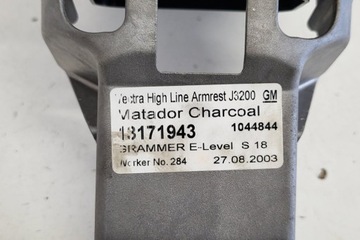 Vectra High Line Armrest J3200 GM
Matador Charcoal
13171943 1044844
GRAMMER E-Level S 18
Worker No. 284 27.08.2003